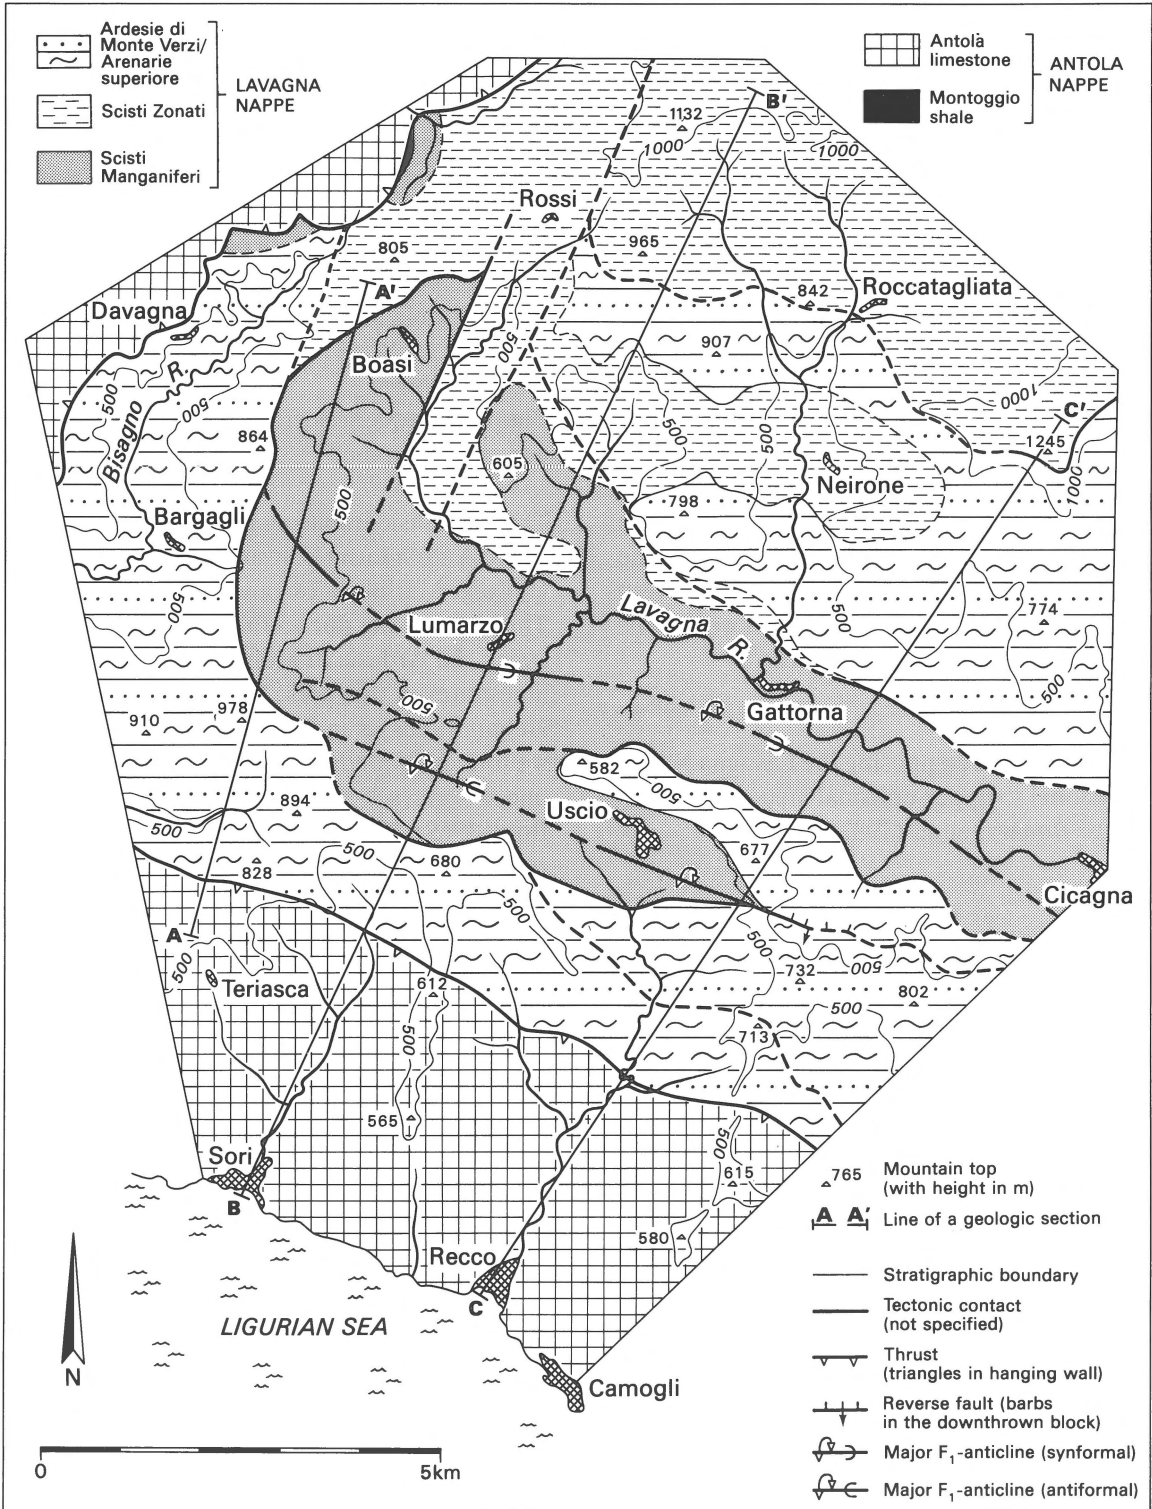 Ardesie di
Monte Verzi/
Arenarie
superiore
Scisti Zonati
Scisti
Manganiferi
LAVAGNA
NAPPE
Antolà
limestone
Montoggio
shale
ANTOLA
NAPPE
B'
1132
1000
1000
Rossi
805
965
A'
Roccatagliata
842
Davagna
500
907
Boasi
R.
500
500
1000
C'
Bisagno
864
500
500
1245
605
1000
Neirone
500
798
Bargagli
500
Lavagna
500
774
Lumarzo
R.
500
500
978
910
Gattorna
582
500
894
Uscio
500
500
680
677
828
Cicagna
500
A
500
500
500
732
Teriasca
612
802
500
500
713
565
500
Sori
615
B
580
Recco
C
LIGURIAN SEA
Camogli
N
0
5km
765
Mountain top
(with height in m)
A A'
Line of a geologic section
Stratigraphic boundary
Tectonic contact
(not specified)
Thrust
(triangles in hanging wall)
Reverse fault (barbs
in the downthrown block)
Major F₁-anticline (synformal)
Major F₁-anticline (antiformal)